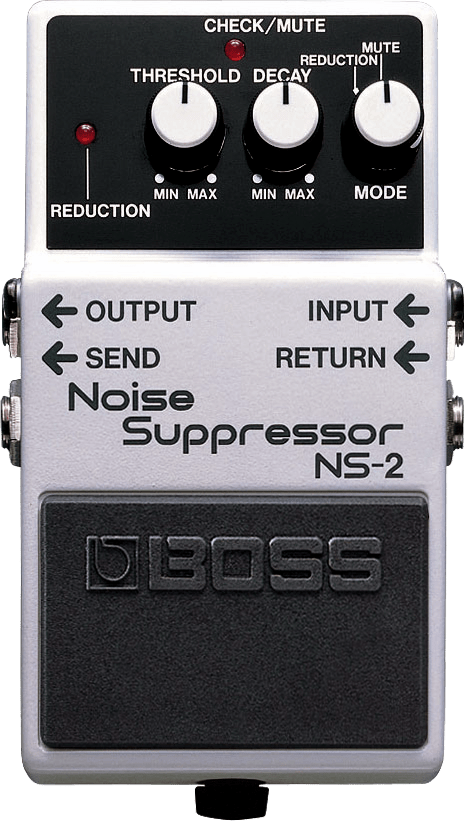 CHECK/MUTE
MUTE
REDUCTION
THRESHOLD DECAY
MIN MAX MIN MAX MODE
REDUCTION
OUTPUT INPUT
SEND RETURN
Noise
Suppressor
NS-2
BOSS